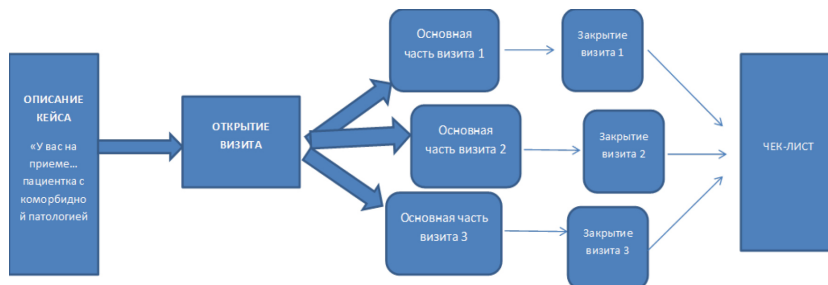 ОПИСАНИЕ
КЕЙСА
«У вас на
приеме...
пациентка с
коморбидно
й патологией
ОТКРЫТИЕ
ВИЗИТА
Основная
часть визита 1
Закрытие
визита 1
Основная
часть визита 2
Закрытие
визита 2
Основная часть
визита 3
Закрытие
визита 3
ЧЕК-ЛИСТ